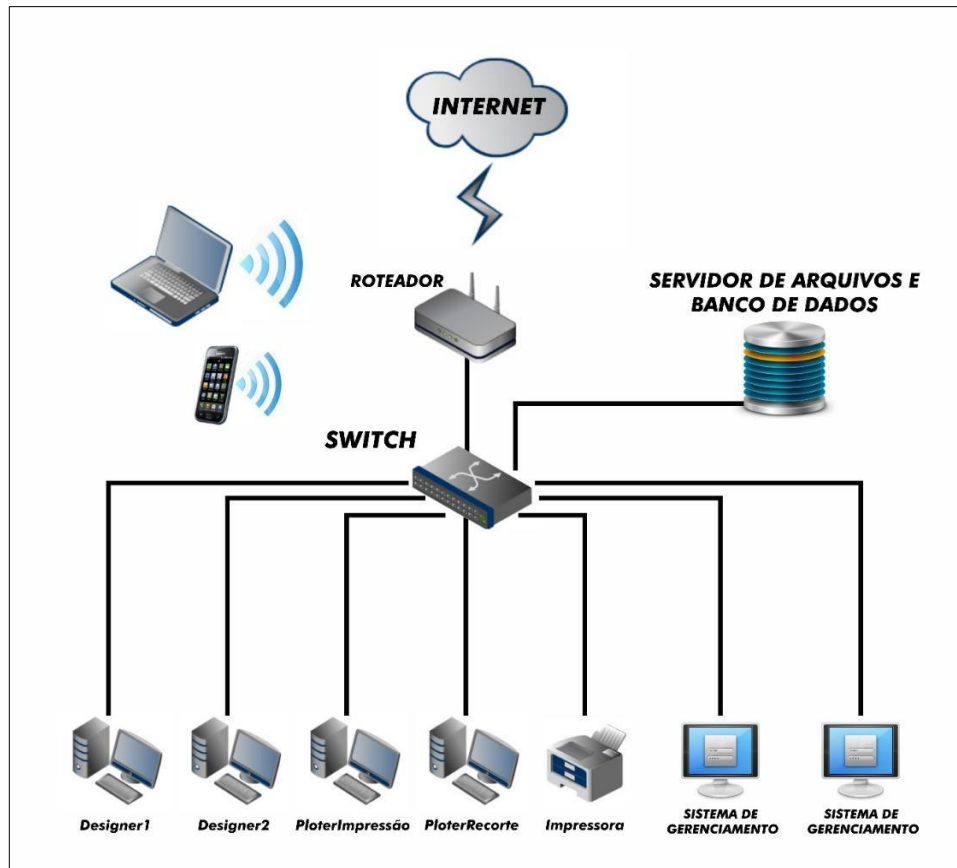 INTERNET
ROTEADOR
SERVIDOR DE ARQUIVOS E
BANCO DE DADOS
SWITCH
Designer1
Designer2
PloterImpressão
PloterRecorte
Impressora
SISTEMA DE
GERENCIAMENTO
SISTEMA DE
GERENCIAMENTO